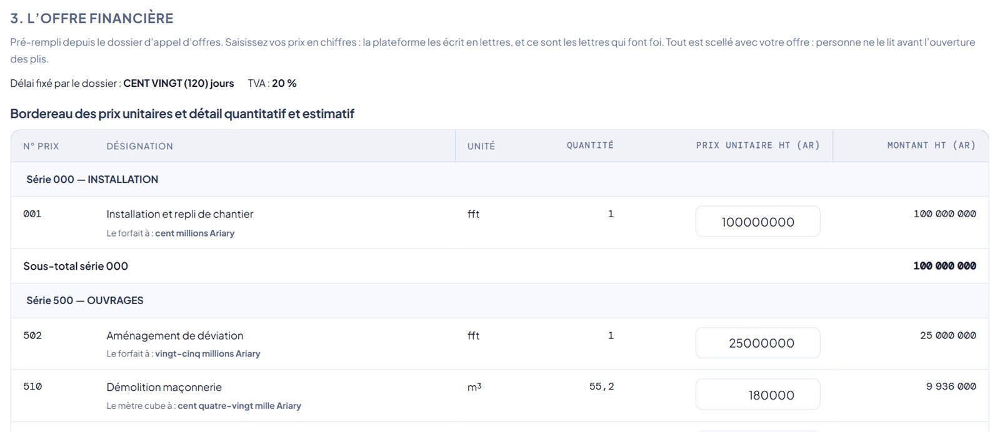 3. L’OFFRE FINANCIÈRE
Pré-rempli depuis le dossier d’appel d’offres. Saisissez vos prix en chiffres : la plateforme les écrit en lettres, et ce sont les lettres qui font foi. Tout est scellé avec votre offre : personne ne le lit avant l’ouverture
des plis.
Délai fixé par le dossier : CENT VINGT (120) jours TVA : 20 %
Bordereau des prix unitaires et détail quantitatif et estimatif
N° PRIX DÉSIGNATION UNITÉ QUANTITÉ PRIX UNITAIRE HT (AR) MONTANT HT (AR)
Série 000 — INSTALLATION
001 Installation et repli de chantier fft 1 100000000 100 000 000
Le forfait à : cent millions Ariary
Sous-total série 000 100 000 000
Série 500 — OUVRAGES
502 Aménagement de déviation fft 1 25000000 25 000 000
Le forfait à : vingt-cinq millions Ariary
510 Démolition maçonnerie m³ 55,2 180000 9 936 000
Le mètre cube à : cent quatre-vingt mille Ariary